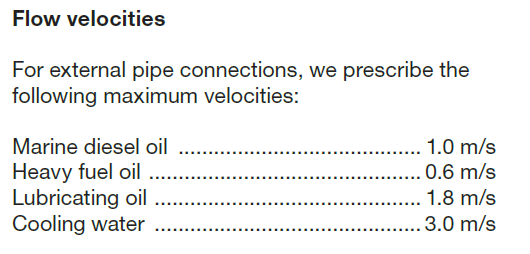 Flow velocities
For external pipe connections, we prescribe the
following maximum velocities:
Marine diesel oil ........................................... 1.0 m/s
Heavy fuel oil ................................................ 0.6 m/s
Lubricating oil ............................................... 1.8 m/s
Cooling water ............................................... 3.0 m/s